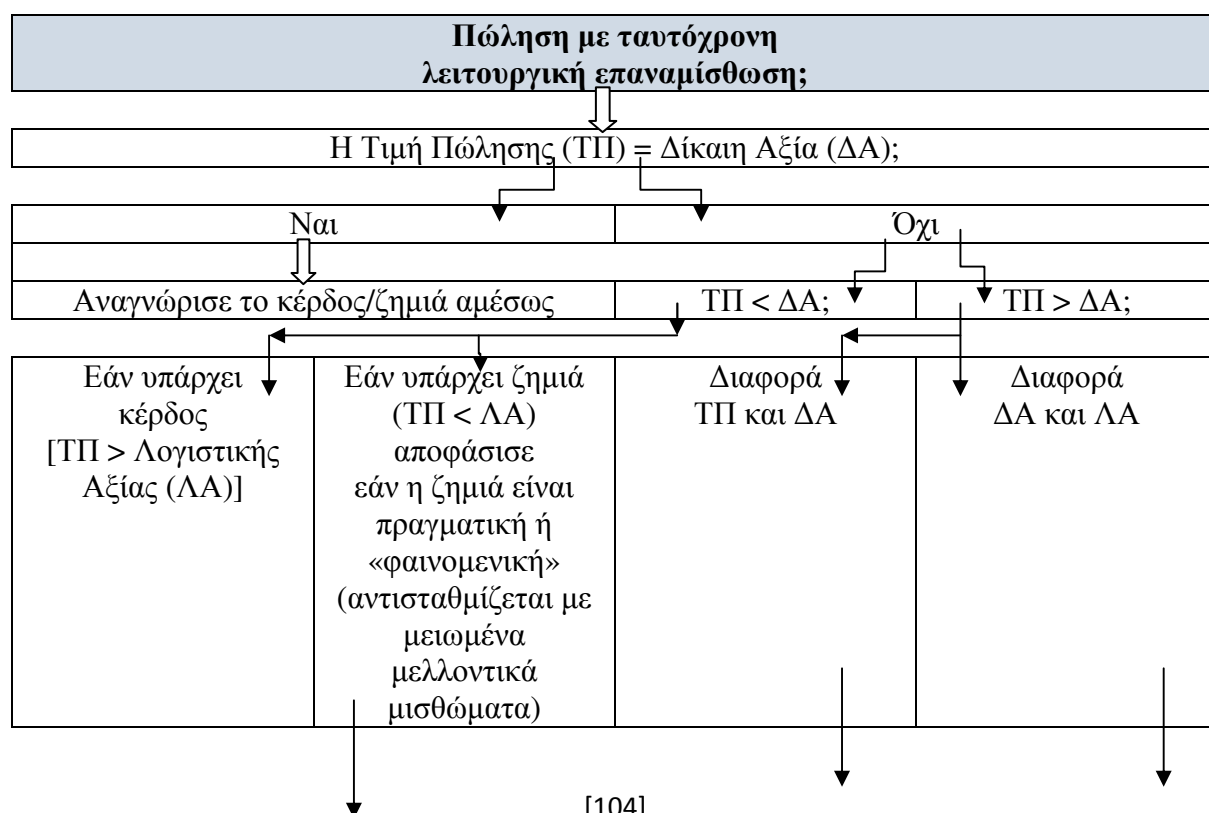 Πώληση με ταυτόχρονη
λειτουργική επαναμίσθωση;
Η Τιμή Πώλησης (ΤΠ) = Δίκαιη Αξία (ΔΑ);
Ναι
Όχι
Αναγνώρισε το κέρδος/ζημιά αμέσως
ΤΠ < ΔΑ;
ΤΠ > ΔΑ;
Εάν υπάρχει
κέρδος
[ΤΠ > Λογιστικής
Αξίας (ΛΑ)]
Εάν υπάρχει ζημιά
(ΤΠ < ΛΑ)
αποφάσισε
εάν η ζημιά είναι
πραγματική ή
«φαινομενική»
(αντισταθμίζεται με
μειωμένα
μελλοντικά
μισθώματα)
Διαφορά
ΤΠ και ΔΑ
Διαφορά
ΔΑ και ΛΑ
[104]